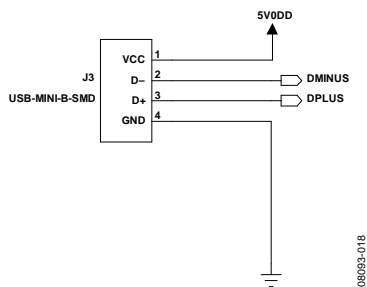 5V0DD
VCC 1
J3 D– 2 DMINUS
USB-MINI-B-SMD D+ 3 DPLUS
GND 4
08093-018